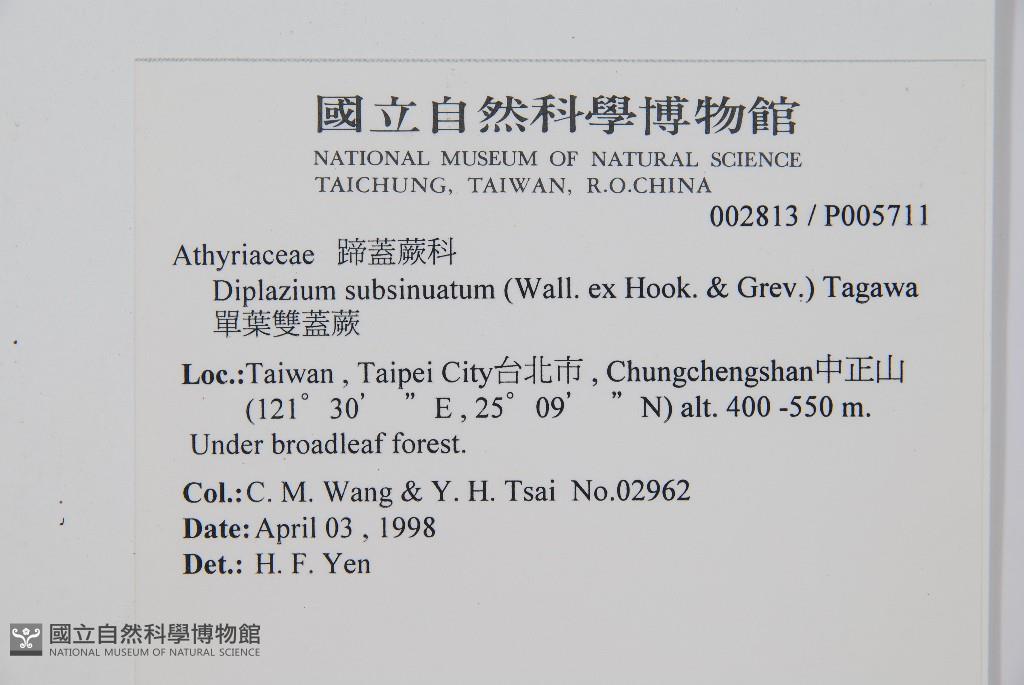 國立自然科學博物館
NATIONAL MUSEUM OF NATURAL SCIENCE
TAICHUNG, TAIWAN, R.O.CHINA
002813 / P005711
Athyriaceae 蹄蓋蕨科
Diplazium subsinuatum (Wall. ex Hook. & Grev.) Tagawa
單葉雙蓋蕨
Loc.:Taiwan , Taipei City台北市 , Chungchengshan中正山
(121° 30' " E , 25° 09' " N) alt. 400 -550 m.
Under broadleaf forest.
Col.:C. M. Wang & Y. H. Tsai No.02962
Date:April 03 , 1998
Det.: H. F. Yen
國立自然科學博物館
NATIONAL MUSEUM OF NATURAL SCIENCE